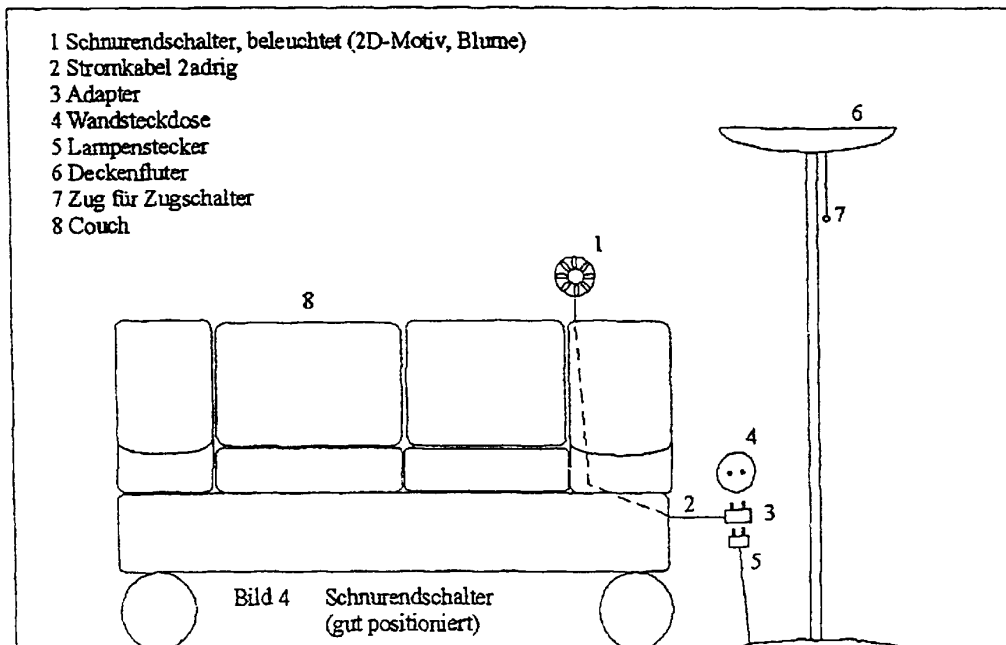 1 Schnurendschalter, beleuchtet (2D-Motiv, Blume)
2 Stromkabel 2adrig
3 Adapter
4 Wandsteckdose
5 Lampenstecker
6 Deckenfluter
7 Zug für Zugschalter
8 Couch
6
7
1
8
4
2
3
5
Bild 4 Schnurendschalter
(gut positioniert)